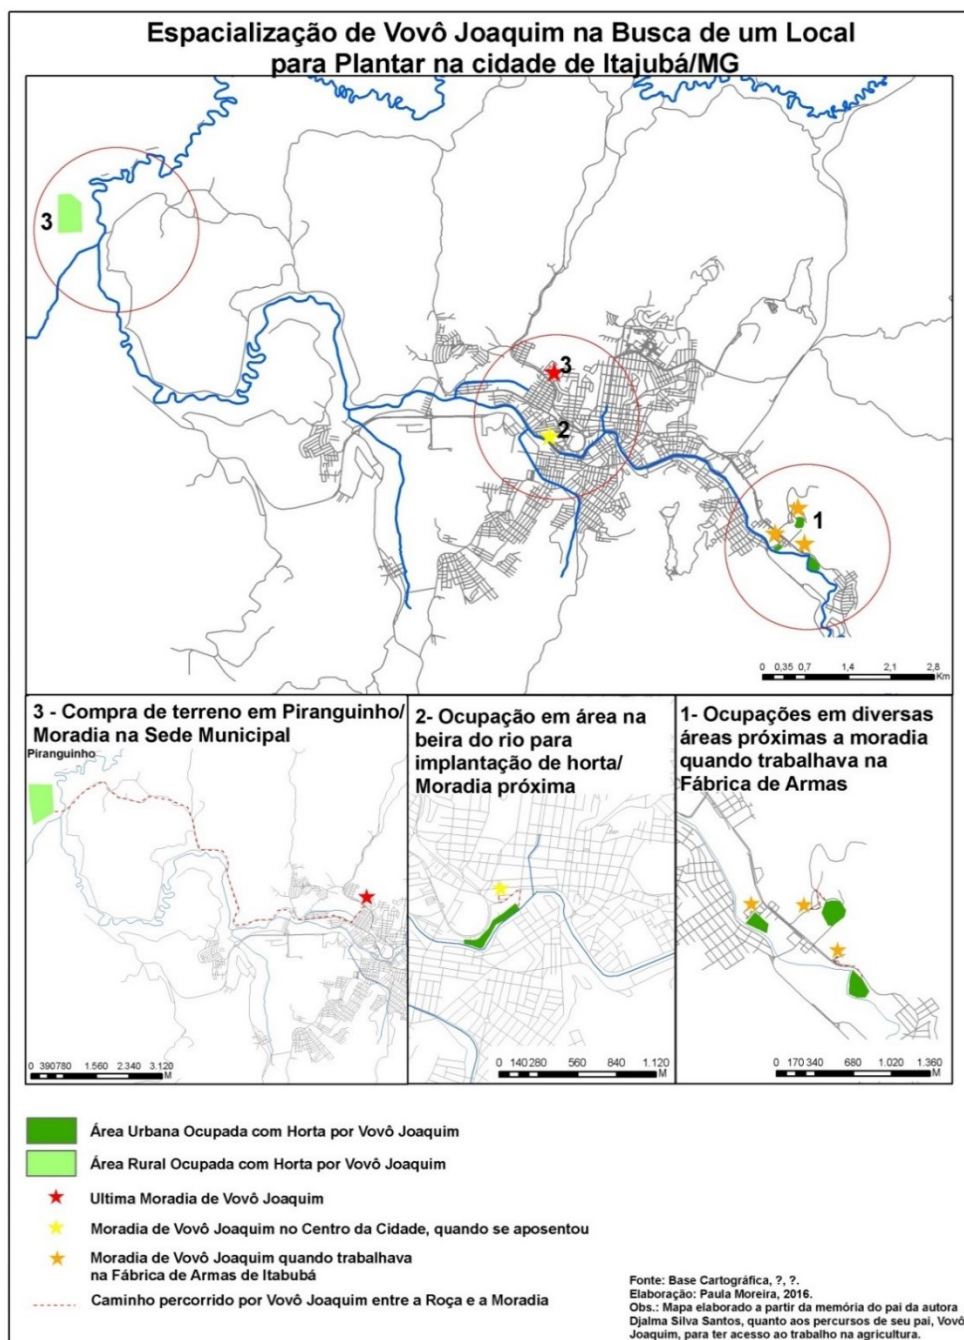 Espacialização de Vovô Joaquim na Busca de um Local
para Plantar na cidade de Itajubá/MG
3
3
2
1
0 0,35 0,7 1,4 2,1 2,8
Km
3 - Compra de terreno em Piranguinho/
Moradia na Sede Municipal
Piranguinho
0 390780 1.560 2.340 3.120
M
2- Ocupação em área na
beira do rio para
implantação de horta/
Moradia próxima
0 140280 560 840 1.120
M
1- Ocupações em diversas
áreas próximas a moradia
quando trabalhava na
Fábrica de Armas
0 170 340 680 1.020 1.360
M
Área Urbana Ocupada com Horta por Vovô Joaquim
Área Rural Ocupada com Horta por Vovô Joaquim
Ultima Moradia de Vovô Joaquim
Moradia de Vovô Joaquim no Centro da Cidade, quando se aposentou
Moradia de Vovô Joaquim quando trabalhava
na Fábrica de Armas de Itabubá
Caminho percorrido por Vovô Joaquim entre a Roça e a Moradia
Fonte: Base Cartográfica, ?, ?.
Elaboração: Paula Moreira, 2016.
Obs.: Mapa elaborado a partir da memória do pai da autora
Djalma Silva Santos, quanto aos percursos de seu pai, Vovô
Joaquim, para ter acesso ao trabalho na agricultura.